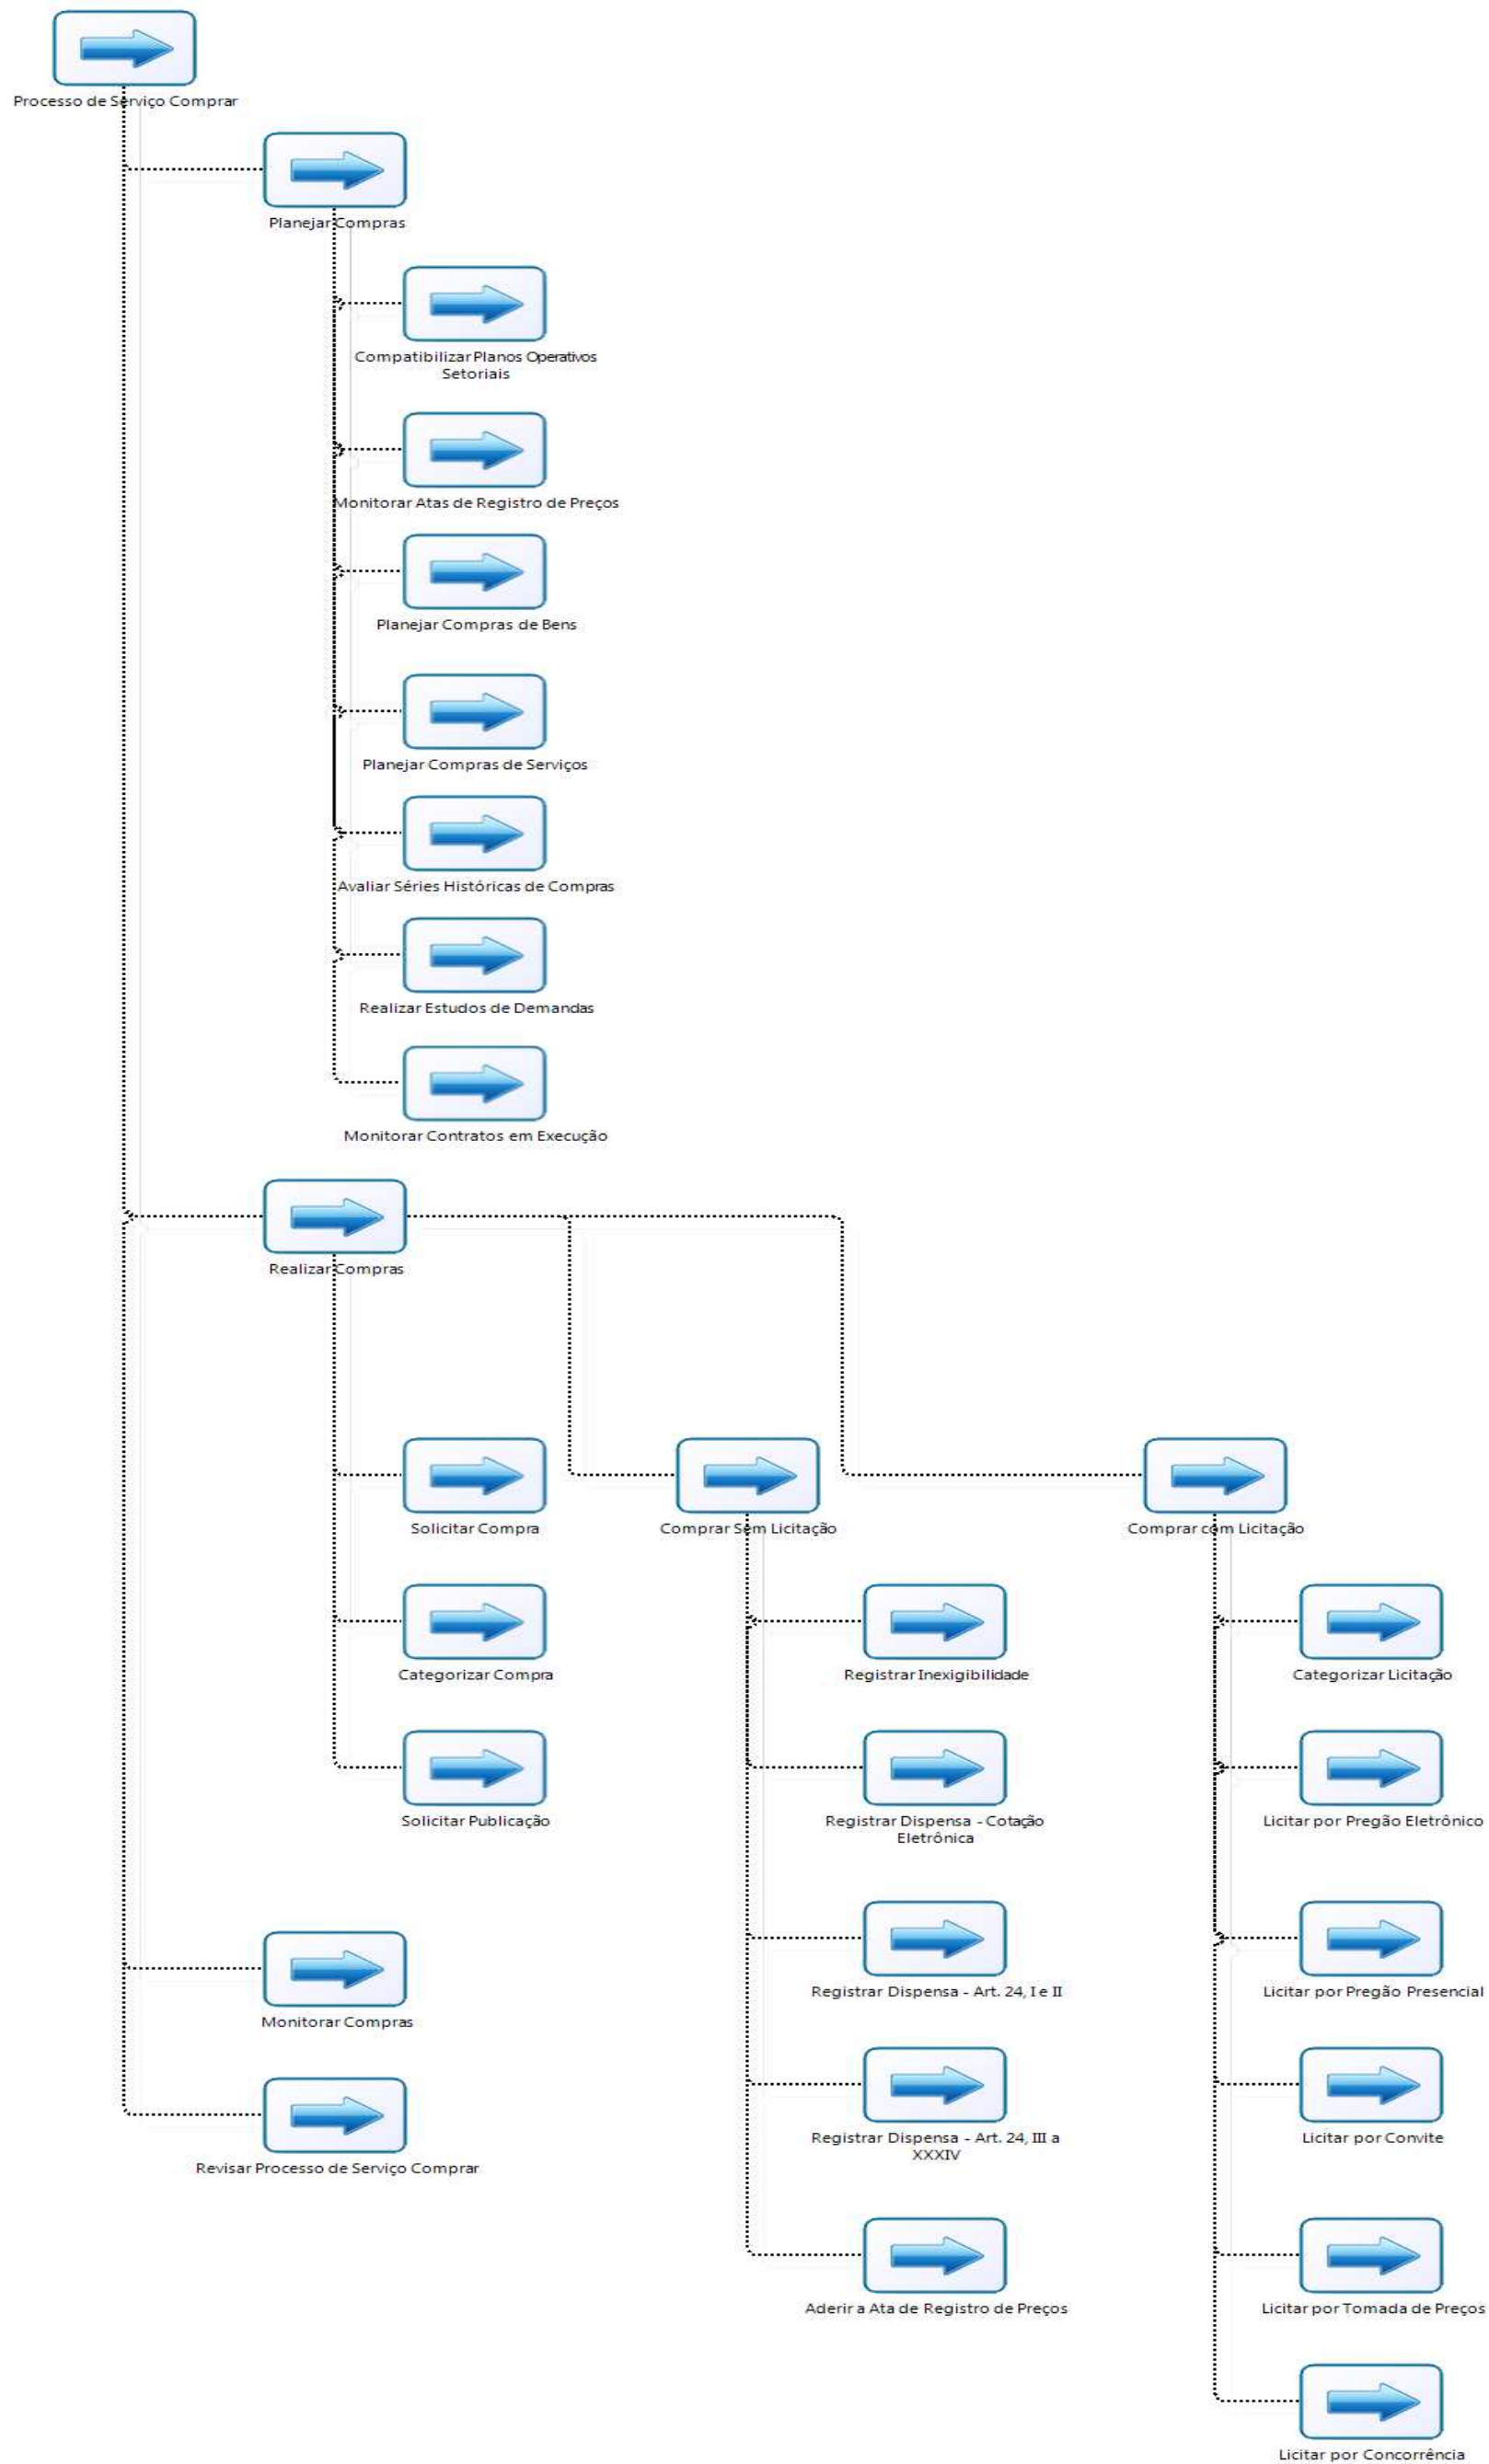 Processo de Serviço Comprar
Planejar Compras
Compatibilizar Planos Operativos
Setoriais
Monitorar Atas de Registro de Preços
Planejar Compras de Bens
Planejar Compras de Serviços
Avaliar Séries Históricas de Compras
Realizar Estudos de Demandas
Monitorar Contratos em Execução
Realizar Compras
Solicitar Compra
Comprar Sem Licitação
Comprar com Licitação
Categorizar Compra
Registrar Inexigibilidade
Categorizar Licitação
Solicitar Publicação
Registrar Dispensa - Cotação
Eletrônica
Licitar por Pregão Eletrônico
Registrar Dispensa - Art. 24, I e II
Licitar por Pregão Presencial
Monitorar Compras
Registrar Dispensa - Art. 24, III a
XXXIV
Licitar por Convite
Revisar Processo de Serviço Comprar
Aderir a Ata de Registro de Preços
Licitar por Tomada de Preços
Licitar por Concorrência